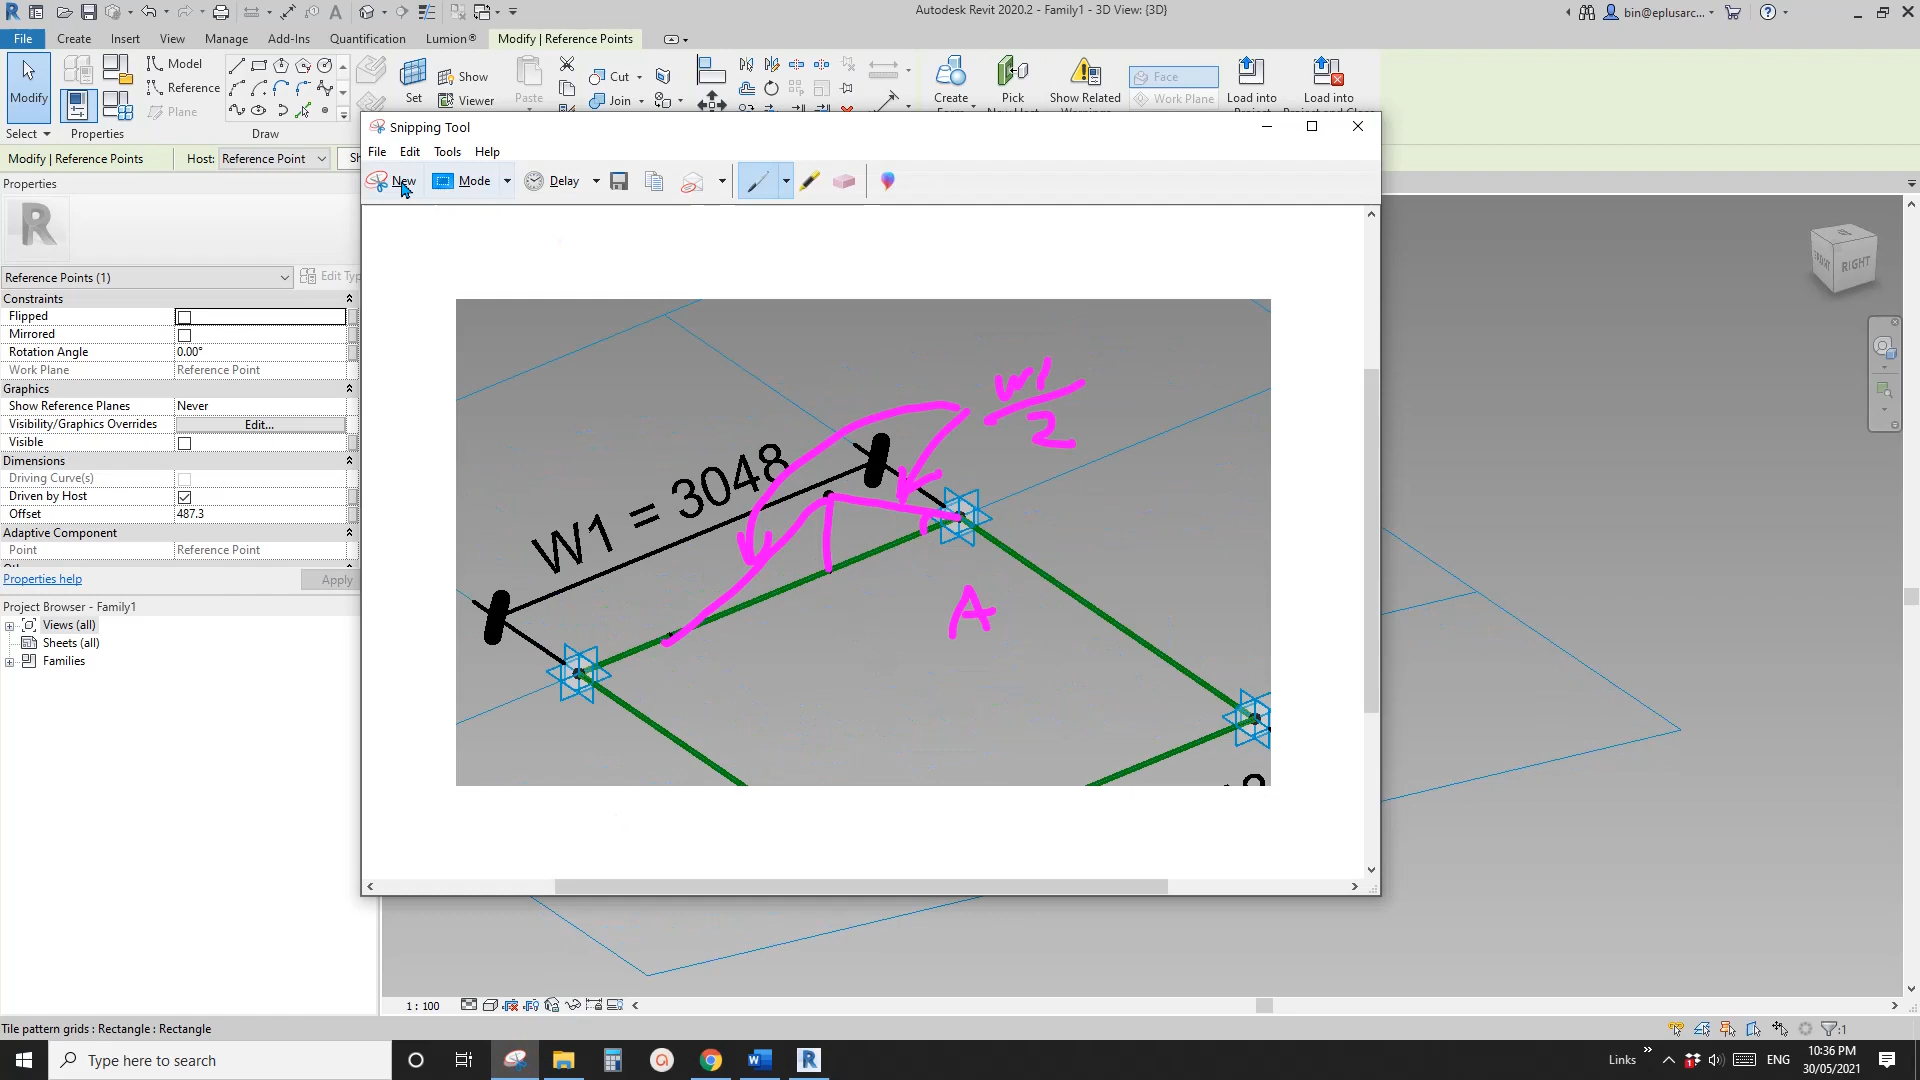 Autodesk Revit 2020.2 - Family1 - 3D View: {3D}
bin@eplusarc...
File
Create
Insert
View
Manage
Add-Ins
Quantification
Lumion®
Modify | Reference Points
Modify
Model
Reference
Plane
Set
Show
Viewer
Paste
Cut
Join
Create
Pick
Show Related
Face
Work Plane
Load into
Load into
Select
Properties
Draw
Modify | Reference Points
Host:
Reference Point
Sh
Snipping Tool
File
Edit
Tools
Help
New
Mode
Delay
Properties
R
Reference Points (1)
Edit Typ
Constraints
Flipped
Mirrored
Rotation Angle
0.00°
Work Plane
Reference Point
Graphics
Show Reference Planes
Never
Visibility/Graphics Overrides
Edit...
Visible
Dimensions
Driving Curve(s)
Driven by Host
Offset
487.3
Adaptive Component
Point
Reference Point
Properties help
Apply
Project Browser - Family1
Views (all)
Sheets (all)
Families
W1 = 3048
W1
2
A
RIGHT
FRONT
1 : 100
Tile pattern grids : Rectangle : Rectangle
:1
Type here to search
Links
ENG
10:36 PM
30/05/2021